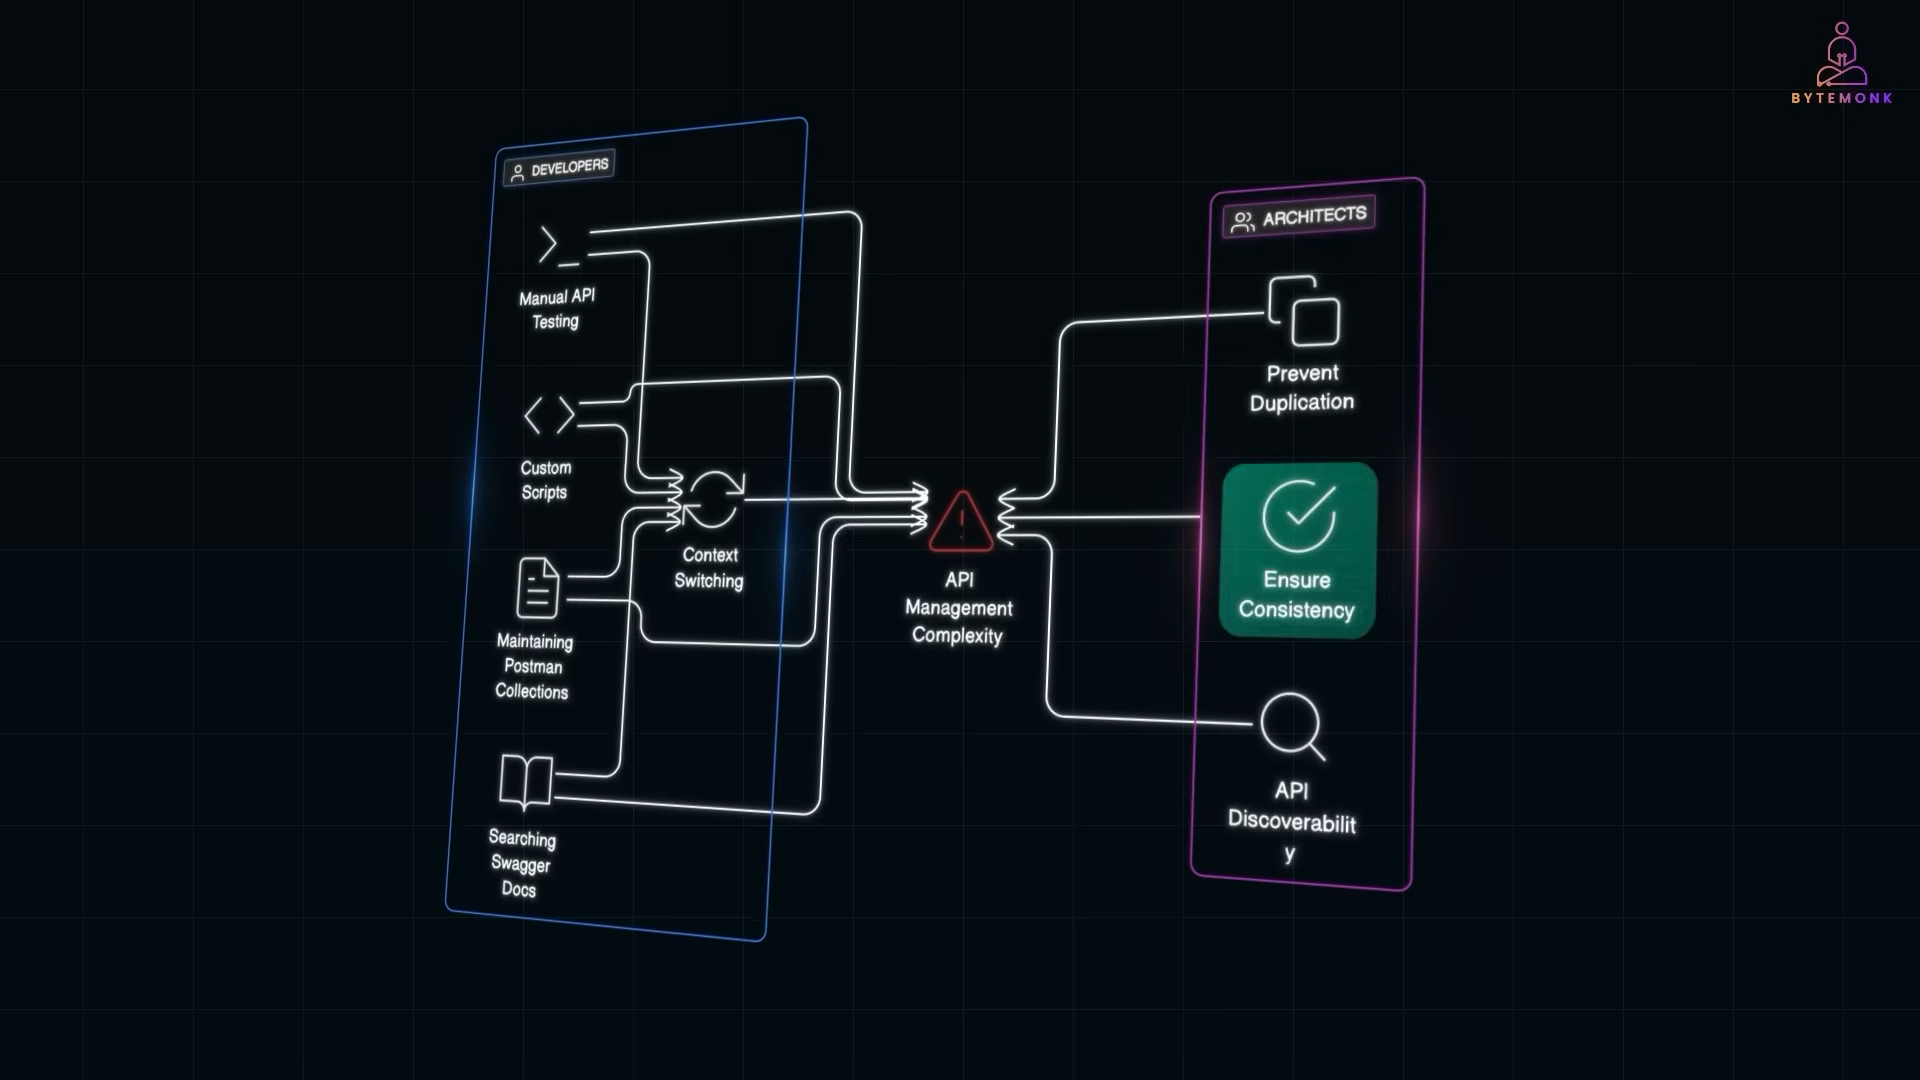 BYTEMONK
DEVELOPERS
Manual API
Testing
Custom
Scripts
Maintaining
Postman
Collections
Searching
Swagger
Docs
Context
Switching
API
Management
Complexity
ARCHITECTS
Prevent
Duplication
Ensure
Consistency
API
Discoverabilit
y